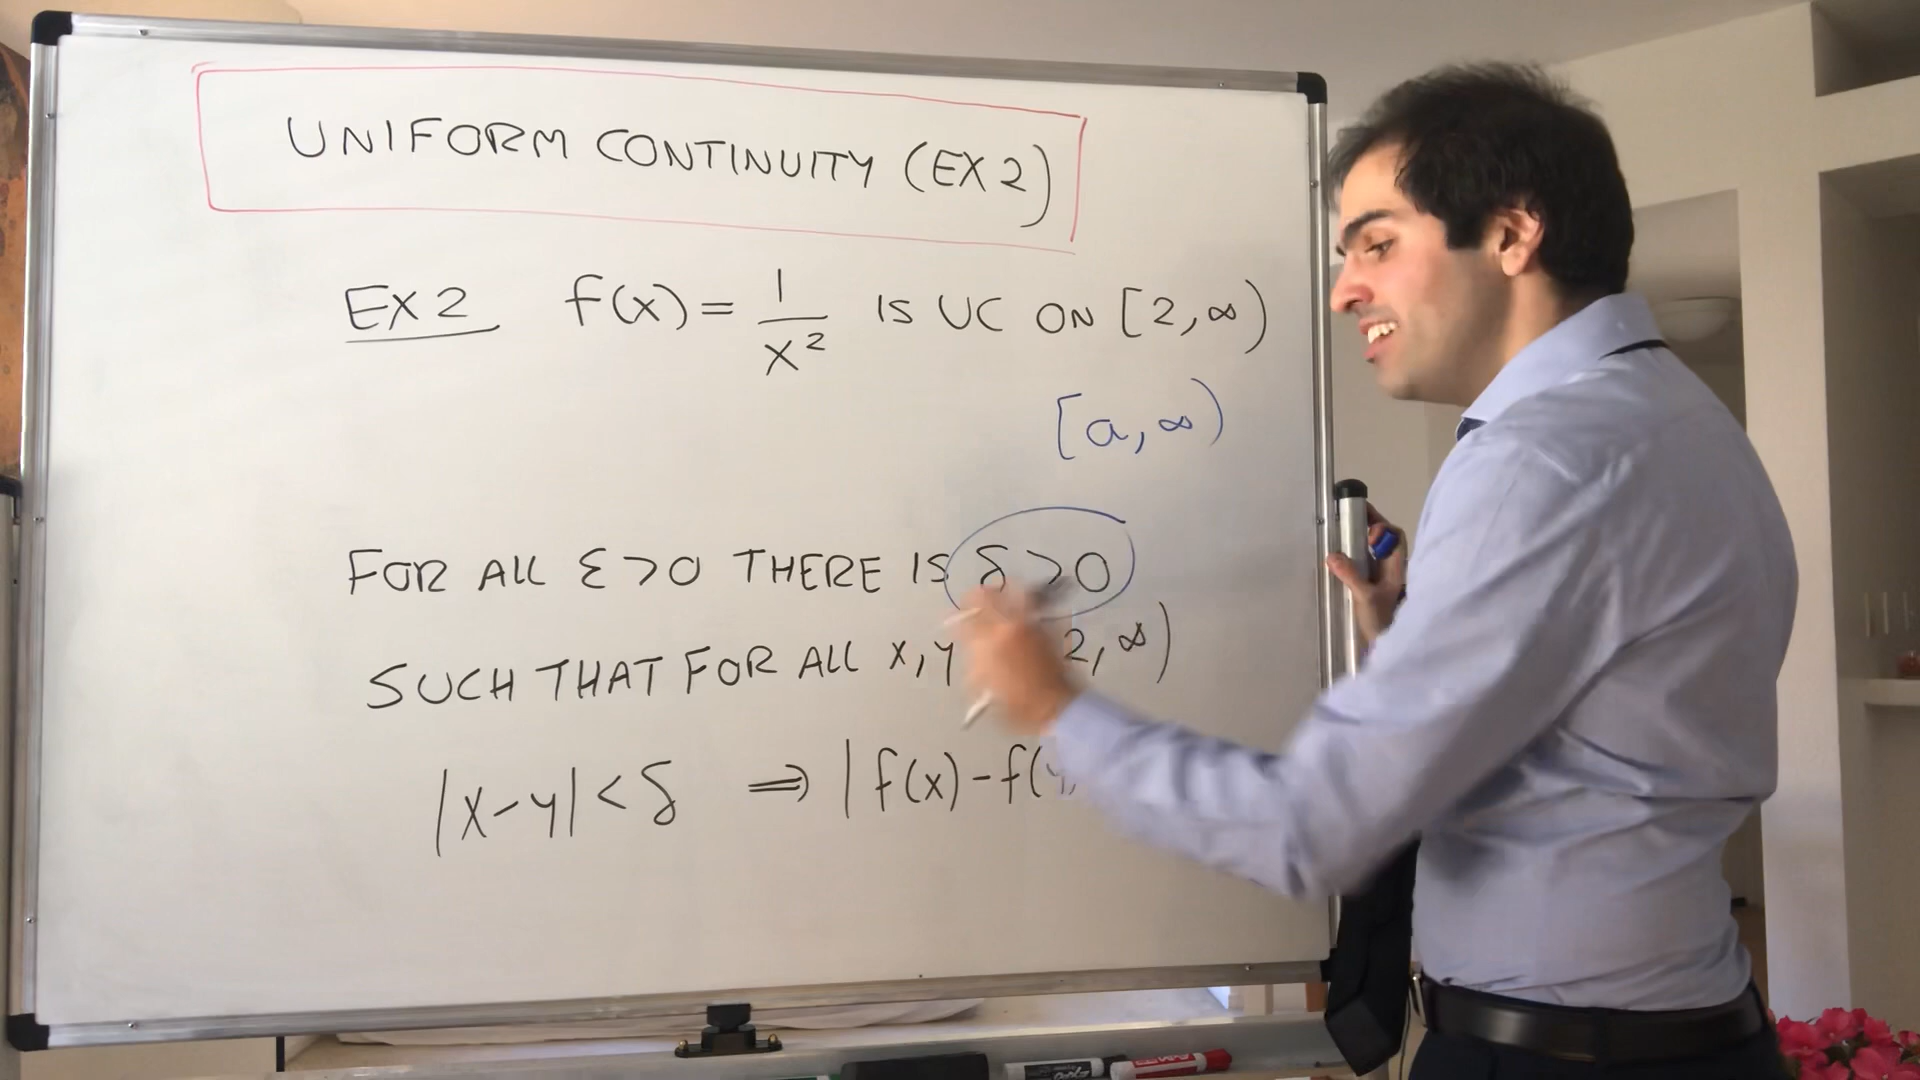 UNIFORM CONTINUITY (EX 2)
EX 2 f(x) = 1/x² IS UC ON [2, ∞)
[a, ∞)
FOR ALL ε > 0 THERE IS δ > 0
SUCH THAT FOR ALL x, y 2, ∞)
|x-y| < δ ⇒ |f(x) - f(y